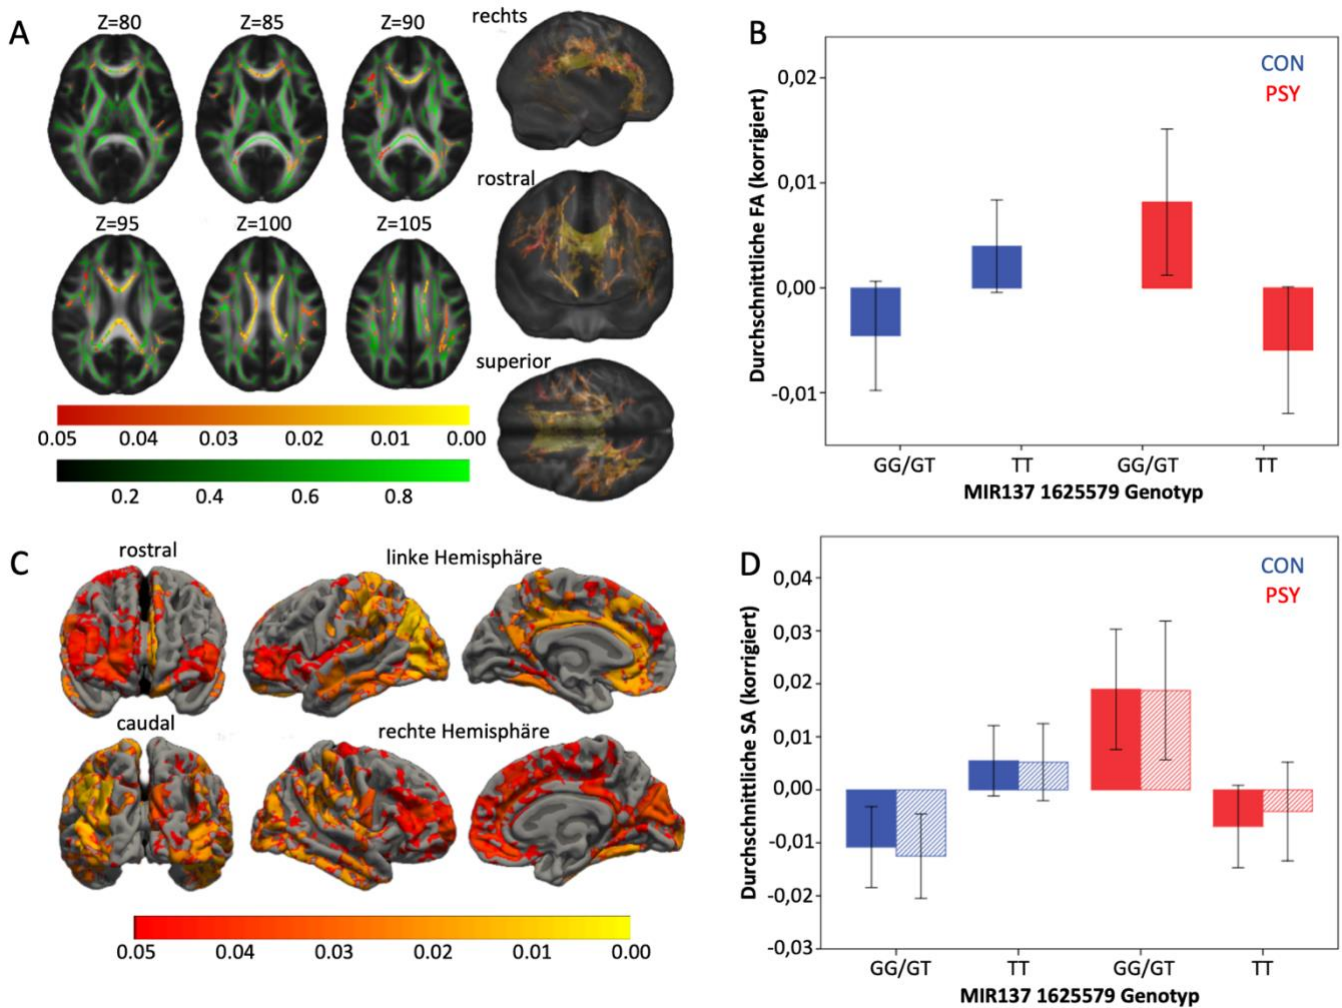 A
Z=80
Z=85
Z=90
rechts
Z=95
Z=100
Z=105
rostral
superior
0.05 0.04 0.03 0.02 0.01 0.00
0.2 0.4 0.6 0.8
B
CON
PSY
Durchschnittliche FA (korrigiert)
0,02
0,01
0,00
-0,01
GG/GT TT GG/GT TT
MIR137 1625579 Genotyp
C
rostral
linke Hemisphäre
caudal
rechte Hemisphäre
0.05 0.04 0.03 0.02 0.01 0.00
D
CON
PSY
Durchschnittliche SA (korrigiert)
0,04
0,03
0,02
0,01
0,00
-0,01
-0,02
-0,03
GG/GT TT GG/GT TT
MIR137 1625579 Genotyp